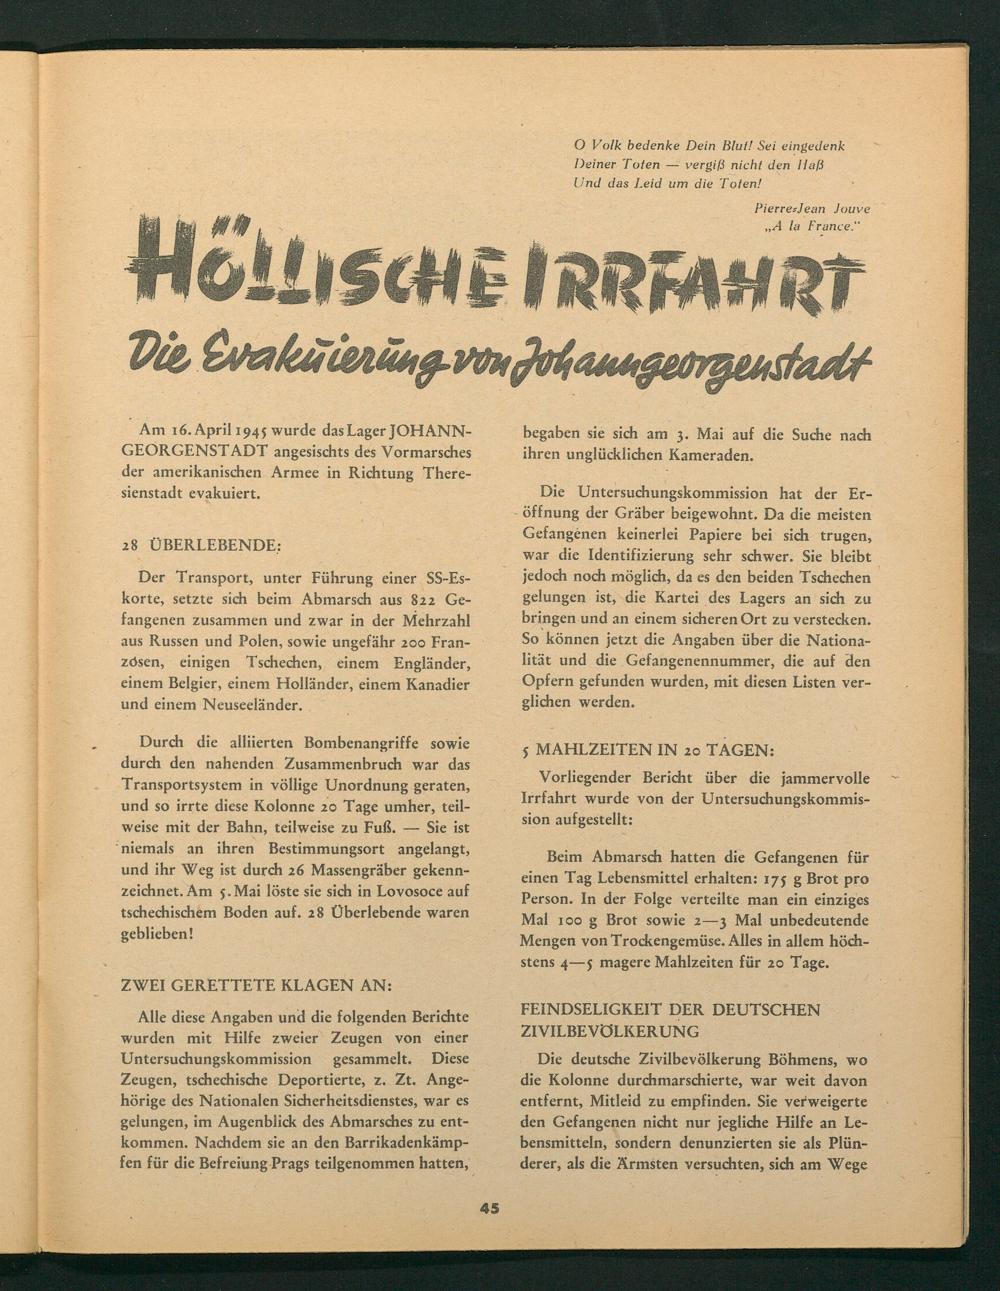 O Volk bedenke Dein Blut! Sei eingedenk
Deiner Toten — vergiß nicht den Haß
Und das Leid um die Toten!
Pierre-Jean Jouve
„A la France."
HÖLLISCHE IRRFAHRT
Die Evakuierung von Johanngeorgenstadt
Am 16. April 1945 wurde das Lager JOHANN-
GEORGENSTADT angesischts des Vormarsches
der amerikanischen Armee in Richtung There-
sienstadt evakuiert.
28 ÜBERLEBENDE:
Der Transport, unter Führung einer SS-Es-
korte, setzte sich beim Abmarsch aus 822 Ge-
fangenen zusammen und zwar in der Mehrzahl
aus Russen und Polen, sowie ungefähr 200 Fran-
zösen, einigen Tschechen, einem Engländer,
einem Belgier, einem Holländer, einem Kanadier
und einem Neuseeländer.
Durch die alliierten Bombenangriffe sowie
durch den nahenden Zusammenbruch war das
Transportsystem in völlige Unordnung geraten,
und so irrte diese Kolonne 20 Tage umher, teil-
weise mit der Bahn, teilweise zu Fuß. — Sie ist
niemals an ihren Bestimmungsort angelangt,
und ihr Weg ist durch 26 Massengräber gekenn-
zeichnet. Am 5. Mai löste sie sich in Lovosoce auf
tschechischem Boden auf. 28 Überlebende waren
geblieben!
ZWEI GERETTETE KLAGEN AN:
Alle diese Angaben und die folgenden Berichte
wurden mit Hilfe zweier Zeugen von einer
Untersuchungskommission gesammelt. Diese
Zeugen, tschechische Deportierte, z. Zt. Ange-
hörige des Nationalen Sicherheitsdienstes, war es
gelungen, im Augenblick des Abmarsches zu ent-
kommen. Nachdem sie an den Barrikadenkämp-
fen für die Befreiung Prags teilgenommen hatten,
begaben sie sich am 3. Mai auf die Suche nach
ihren unglücklichen Kameraden.
Die Untersuchungskommission hat der Er-
öffnung der Gräber beigewohnt. Da die meisten
Gefangenen keinerlei Papiere bei sich trugen,
war die Identifizierung sehr schwer. Sie bleibt
jedoch noch möglich, da es den beiden Tschechen
gelungen ist, die Kartei des Lagers an sich zu
bringen und an einem sicheren Ort zu verstecken.
So können jetzt die Angaben über die Nationa-
lität und die Gefangenennummer, die auf den
Opfern gefunden wurden, mit diesen Listen ver-
glichen werden.
5 MAHLZEITEN IN 20 TAGEN:
Vorliegender Bericht über die jammervolle
Irrfahrt wurde von der Untersuchungskommis-
sion aufgestellt:
Beim Abmarsch hatten die Gefangenen für
einen Tag Lebensmittel erhalten: 175 g Brot pro
Person. In der Folge verteilte man ein einziges
Mal 100 g Brot sowie 2—3 Mal unbedeutende
Mengen von Trockengemüse. Alles in allem höch-
stens 4—5 magere Mahlzeiten für 20 Tage.
FEINDSELIGKEIT DER DEUTSCHEN
ZIVILBEVÖLKERUNG
Die deutsche Zivilbevölkerung Böhmens, wo
die Kolonne durchmarschierte, war weit davon
entfernt, Mitleid zu empfinden. Sie verweigerte
den Gefangenen nicht nur jegliche Hilfe an Le-
bensmitteln, sondern denunzierten sie als Plün-
derer, als die Ärmsten versuchten, sich am Wege
45